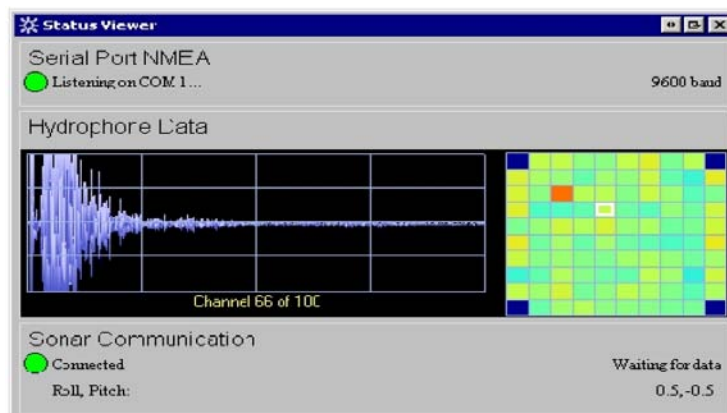 Status Viewer
Serial Port NMEA
Listening on COM 1... 9600 baud
Hydrophone Data
Channel 66 of 100
Sonar Communication
Connected Waiting for data
Roll, Pitch: 0.5,-0.5